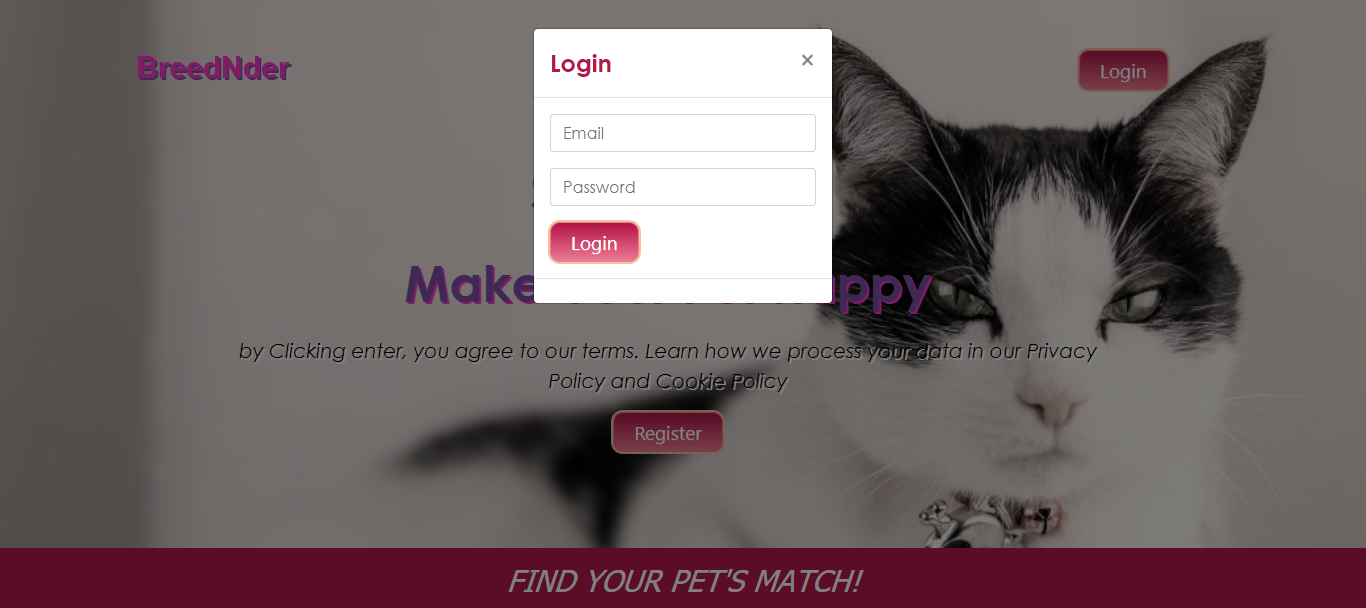 BreedNder
Login
Login
×
Email
Password
Login
Make
ppy
by Clicking enter, you agree to our terms. Learn how we process your data in our Privacy
Policy and Cookie Policy
Register
FIND YOUR PET'S MATCH!